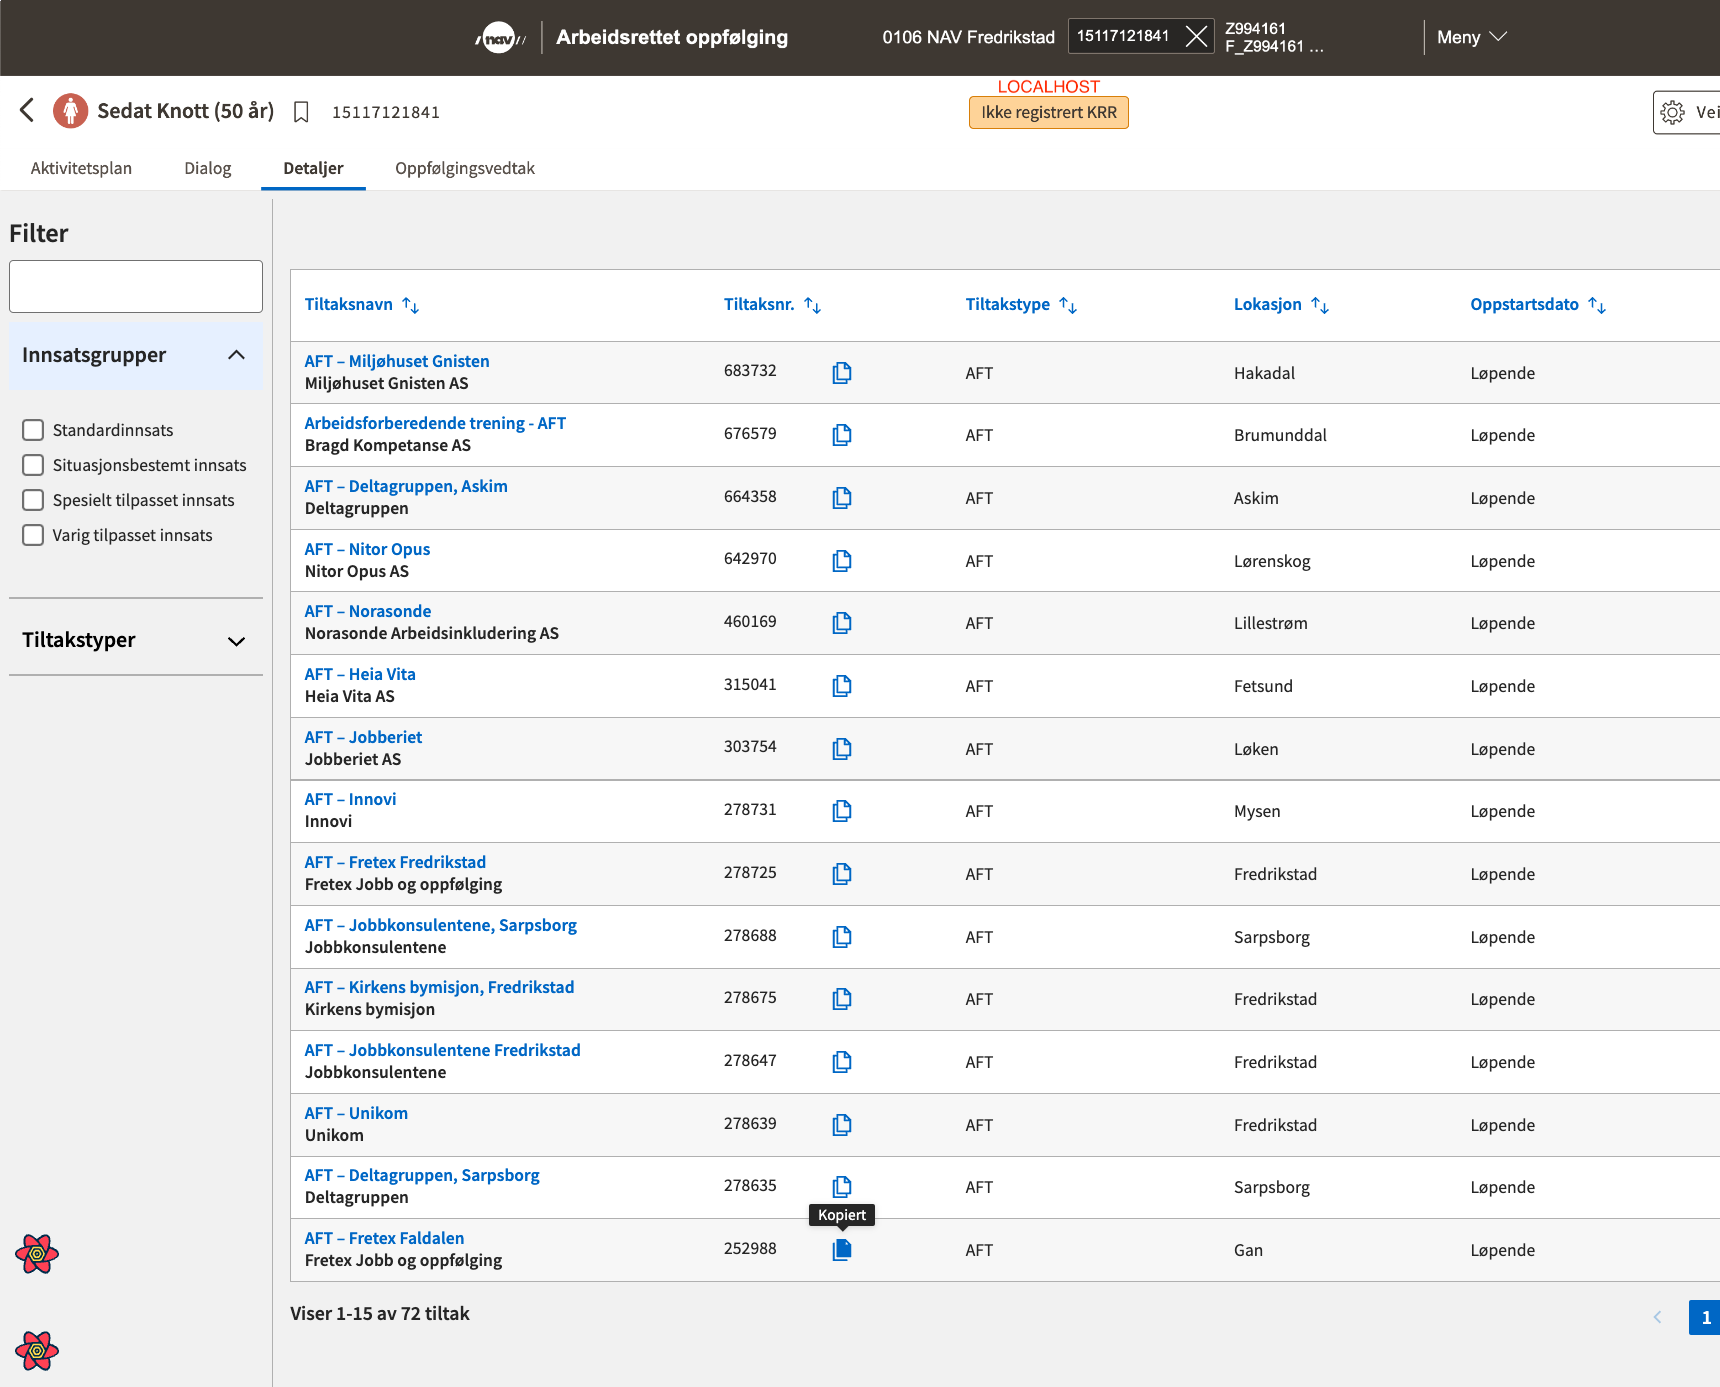 nav
Arbeidsrettet oppfølging
0106 NAV Fredrikstad
15117121841
Z994161
F_Z994161 ...
Meny
LOCALHOST
Sedat Knott (50 år)
15117121841
Ikke registrert KRR
Vei
Aktivitetsplan
Dialog
Detaljer
Oppfølgingsvedtak
Filter
Innsatsgrupper
Standardinnsats
Situasjonsbestemt innsats
Spesielt tilpasset innsats
Varig tilpasset innsats
Tiltakstyper
Tiltaksnavn Tiltaksnr. Tiltakstype Lokasjon Oppstartsdato
AFT – Miljøhuset Gnisten
Miljøhuset Gnisten AS
683732 AFT Hakadal Løpende
Arbeidsforberedende trening - AFT
Bragd Kompetanse AS
676579 AFT Brumunddal Løpende
AFT – Deltagruppen, Askim
Deltagruppen
664358 AFT Askim Løpende
AFT – Nitor Opus
Nitor Opus AS
642970 AFT Lørenskog Løpende
AFT – Norasonde
Norasonde Arbeidsinkludering AS
460169 AFT Lillestrøm Løpende
AFT – Heia Vita
Heia Vita AS
315041 AFT Fetsund Løpende
AFT – Jobberiet
Jobberiet AS
303754 AFT Løken Løpende
AFT – Innovi
Innovi
278731 AFT Mysen Løpende
AFT – Fretex Fredrikstad
Fretex Jobb og oppfølging
278725 AFT Fredrikstad Løpende
AFT – Jobbkonsulentene, Sarpsborg
Jobbkonsulentene
278688 AFT Sarpsborg Løpende
AFT – Kirkens bymisjon, Fredrikstad
Kirkens bymisjon
278675 AFT Fredrikstad Løpende
AFT – Jobbkonsulentene Fredrikstad
Jobbkonsulentene
278647 AFT Fredrikstad Løpende
AFT – Unikom
Unikom
278639 AFT Fredrikstad Løpende
AFT – Deltagruppen, Sarpsborg
Deltagruppen
278635 AFT Sarpsborg Løpende
Kopiert
AFT – Fretex Faldalen
Fretex Jobb og oppfølging
252988 AFT Gan Løpende
Viser 1-15 av 72 tiltak
1